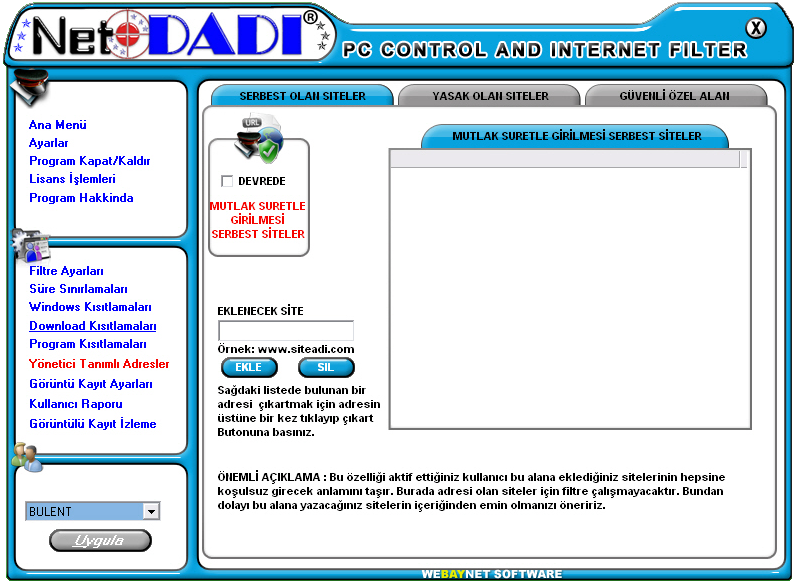 NetDADI®
PC CONTROL AND INTERNET FILTER
X
Ana Menü
Ayarlar
Program Kapat/Kaldır
Lisans İşlemleri
Program Hakkında
Filtre Ayarları
Süre Sınırlamaları
Windows Kısıtlamaları
Download Kısıtlamaları
Program Kısıtlamaları
Yönetici Tanımlı Adresler
Görüntü Kayıt Ayarları
Kullanıcı Raporu
Görüntülü Kayıt İzleme
BULENT
Uygula
SERBEST OLAN SITELER
YASAK OLAN SITELER
GÜVENLİ ÖZEL ALAN
URL
DEVREDE
MUTLAK SURETLE
GİRİLMESİ
SERBEST SİTELER
MUTLAK SURETLE GİRİLMESİ SERBEST SİTELER
EKLENECEK SİTE
Örnek: www.siteadi.com
EKLE
SIL
Sağdaki listede bulunan bir
adresi çıkartmak için adresin
üstüne bir kez tıklayıp çıkart
Butonuna basınız.
ÖNEMLİ AÇIKLAMA : Bu özelliği aktif ettiğiniz kullanıcı bu alana eklediğiniz sitelerinin hepsine
koşulsuz girecek anlamını taşır. Burada adresi olan siteler için filtre çalışmayacaktır. Bundan
dolayı bu alana yazacağınız sitelerin içeriğinden emin olmanızı öneririz.
WEBAYNET SOFTWARE